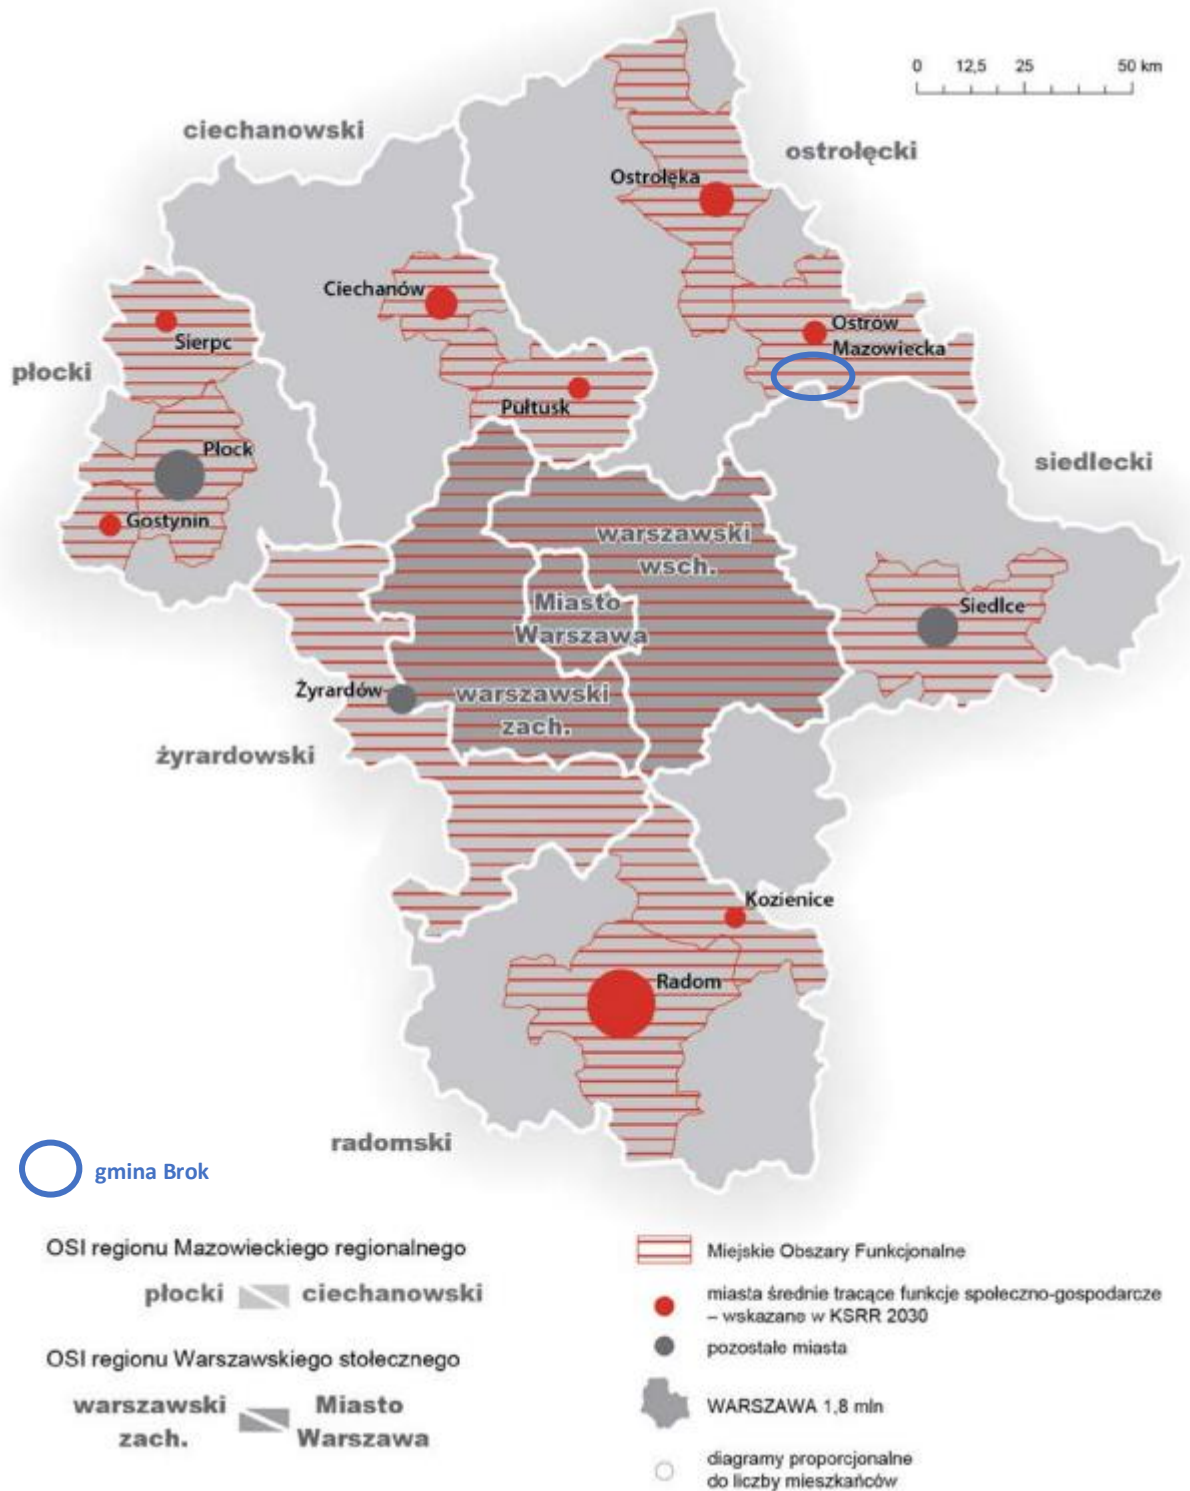 0 12,5 25 50 km
ciechanowski
ostrołęcki
Ostrołęka
Ciechanów
Ostrów
Mazowiecka
Sierpc
płocki
Pułtusk
Płock
siedlecki
Gostynin
warszawski
wsch.
Miasto
Warszawa
Siedlce
Żyrardów
warszawski
zach.
żyrardowski
Kozienice
Radom
radomski
gmina Brok
OSI regionu Mazowieckiego regionalnego
płocki ciechanowski
OSI regionu Warszawskiego stołecznego
warszawski
zach.
Miasto
Warszawa
Miejskie Obszary Funkcjonalne
miasta średnie tracące funkcje społeczno-gospodarcze
– wskazane w KSRR 2030
pozostałe miasta
WARSZAWA 1,8 mln
diagramy proporcjonalne
do liczby mieszkańców